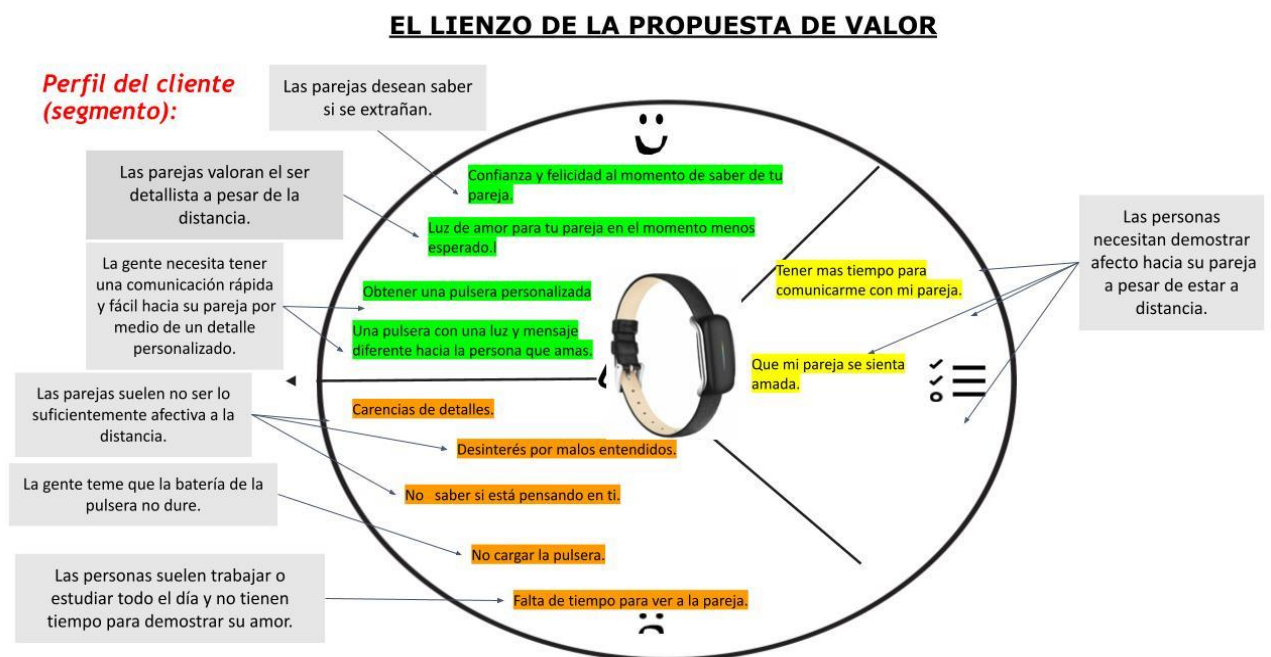 EL LIENZO DE LA PROPUESTA DE VALOR
Perfil del cliente
(segmento):
Las parejas desean saber
si se extrañan.
Las parejas valoran el ser
detallista a pesar de la
distancia.
La gente necesita tener
una comunicación rápida
y fácil hacia su pareja por
medio de un detalle
personalizado.
Las parejas suelen no ser lo
suficientemente afectiva a la
distancia.
La gente teme que la batería de la
pulsera no dure.
Las personas suelen trabajar o
estudiar todo el día y no tienen
tiempo para demostrar su amor.
Confianza y felicidad al momento de saber de tu
pareja.
Luz de amor para tu pareja en el momento menos
esperado.l
Obtener una pulsera personalizada
Una pulsera con una luz y mensaje
diferente hacia la persona que amas.
Carencias de detalles.
Desinterés por malos entendidos.
No saber si está pensando en ti.
No cargar la pulsera.
Falta de tiempo para ver a la pareja.
Tener mas tiempo para
comunicarme con mi pareja.
Que mi pareja se sienta
amada.
Las personas
necesitan demostrar
afecto hacia su pareja
a pesar de estar a
distancia.